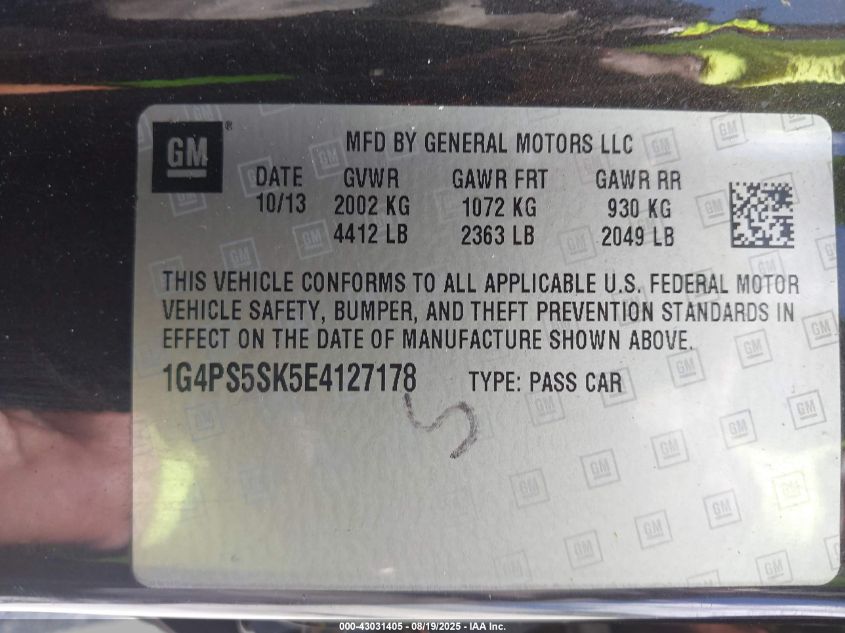 GM®
MFD BY GENERAL MOTORS LLC
DATE GVWR GAWR FRT GAWR RR
10/13 2002 KG 1072 KG 930 KG
4412 LB 2363 LB 2049 LB
THIS VEHICLE CONFORMS TO ALL APPLICABLE U.S. FEDERAL MOTOR
VEHICLE SAFETY, BUMPER, AND THEFT PREVENTION STANDARDS IN
EFFECT ON THE DATE OF MANUFACTURE SHOWN ABOVE.
1G4PS5SK5E4127178 TYPE: PASS CAR
5
000-43031405 - 08/19/2025 - IAA Inc.